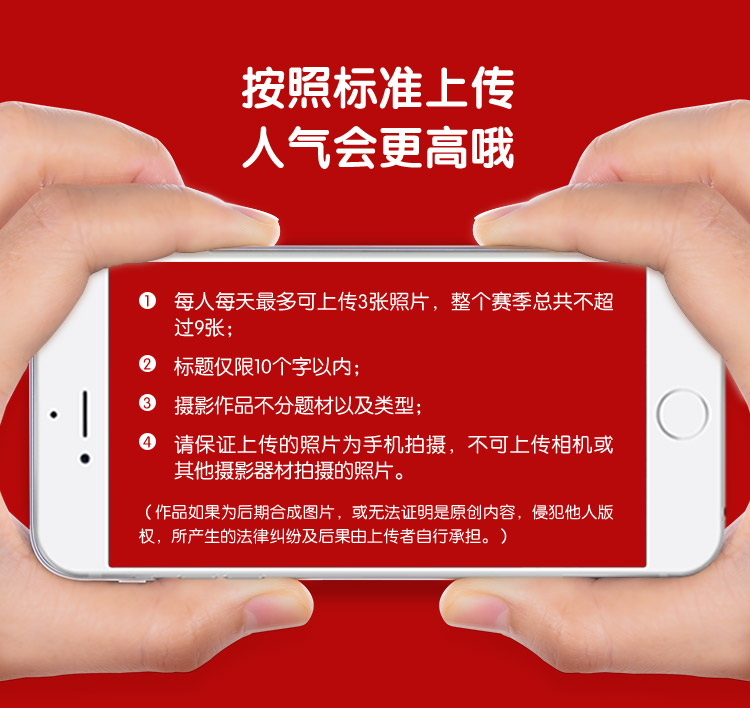 按照标准上传
人气会更高哦
1 每人每天最多可上传3张照片，整个赛季总共不超
过9张；
2 标题仅限10个字以内；
3 摄影作品不分题材以及类型；
4 请保证上传的照片为手机拍摄，不可上传相机或
其他摄影器材拍摄的照片。
（作品如果为后期合成图片，或无法证明是原创内容，侵犯他人版
权，所产生的法律纠纷及后果由上传者自行承担。）